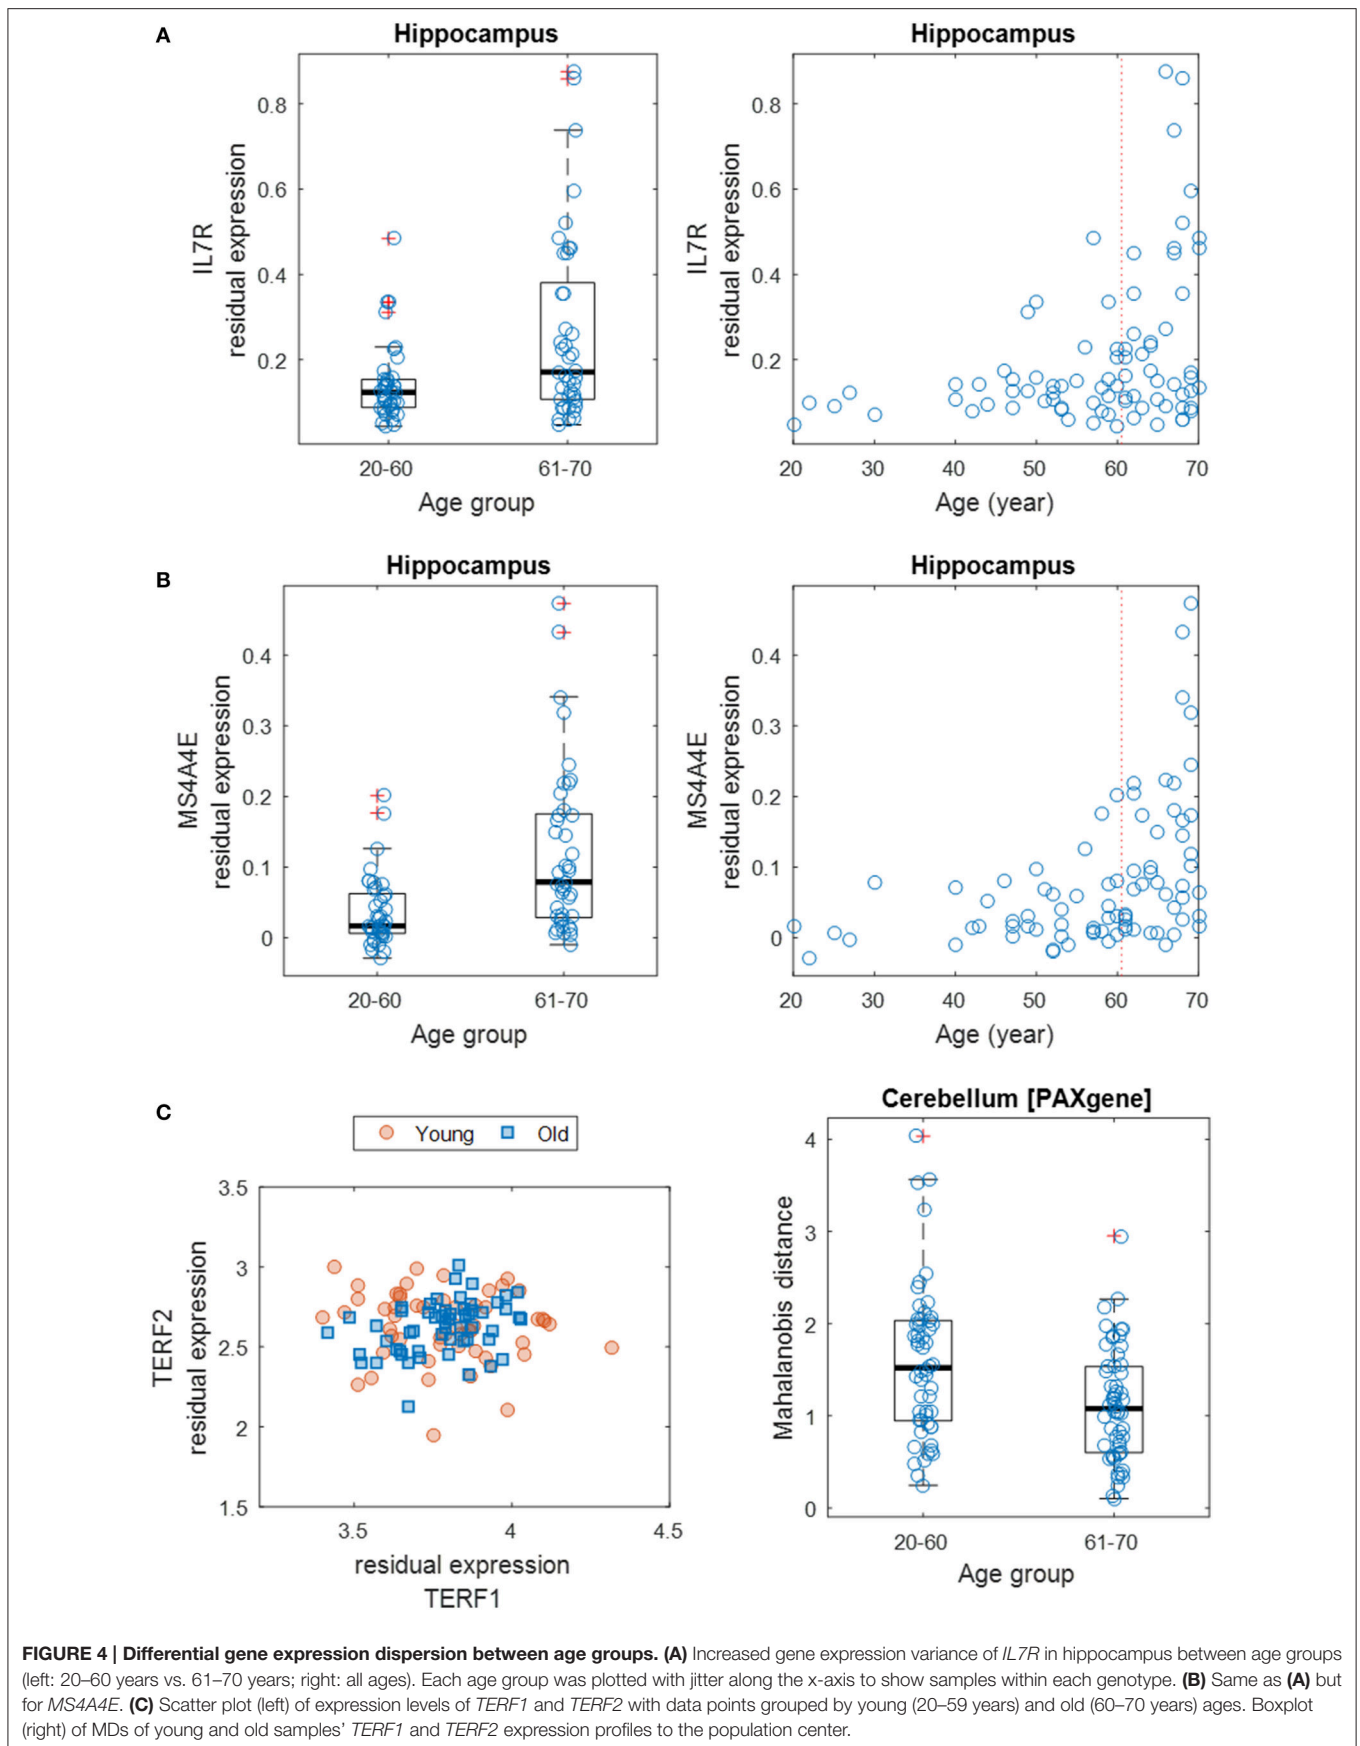 A
Hippocampus
Hippocampus
IL7R
residual expression
0.8
0.6
0.4
0.2
20-60
61-70
Age group
IL7R
residual expression
0.8
0.6
0.4
0.2
20
30
40
50
60
70
Age (year)
B
Hippocampus
Hippocampus
MS4A4E
residual expression
0.4
0.3
0.2
0.1
0
20-60
61-70
Age group
MS4A4E
residual expression
0.4
0.3
0.2
0.1
0
20
30
40
50
60
70
Age (year)
C
Young
Old
TERF2
residual expression
3.5
3
2.5
2
1.5
3.5
4
4.5
residual expression
TERF1
Cerebellum [PAXgene]
Mahalanobis distance
4
3
2
1
0
20-60
61-70
Age group
FIGURE 4 | Differential gene expression dispersion between age groups. (A) Increased gene expression variance of IL7R in hippocampus between age groups
(left: 20–60 years vs. 61–70 years; right: all ages). Each age group was plotted with jitter along the x-axis to show samples within each genotype. (B) Same as (A) but
for MS4A4E. (C) Scatter plot (left) of expression levels of TERF1 and TERF2 with data points grouped by young (20–59 years) and old (60–70 years) ages. Boxplot
(right) of MDs of young and old samples' TERF1 and TERF2 expression profiles to the population center.